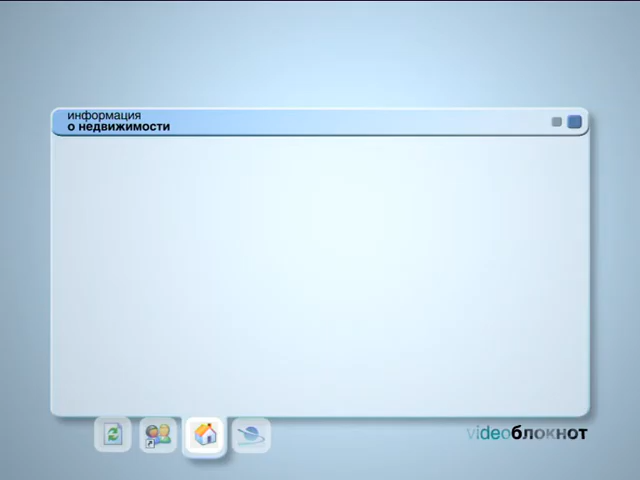 информация
о недвижимости
videoблокнот